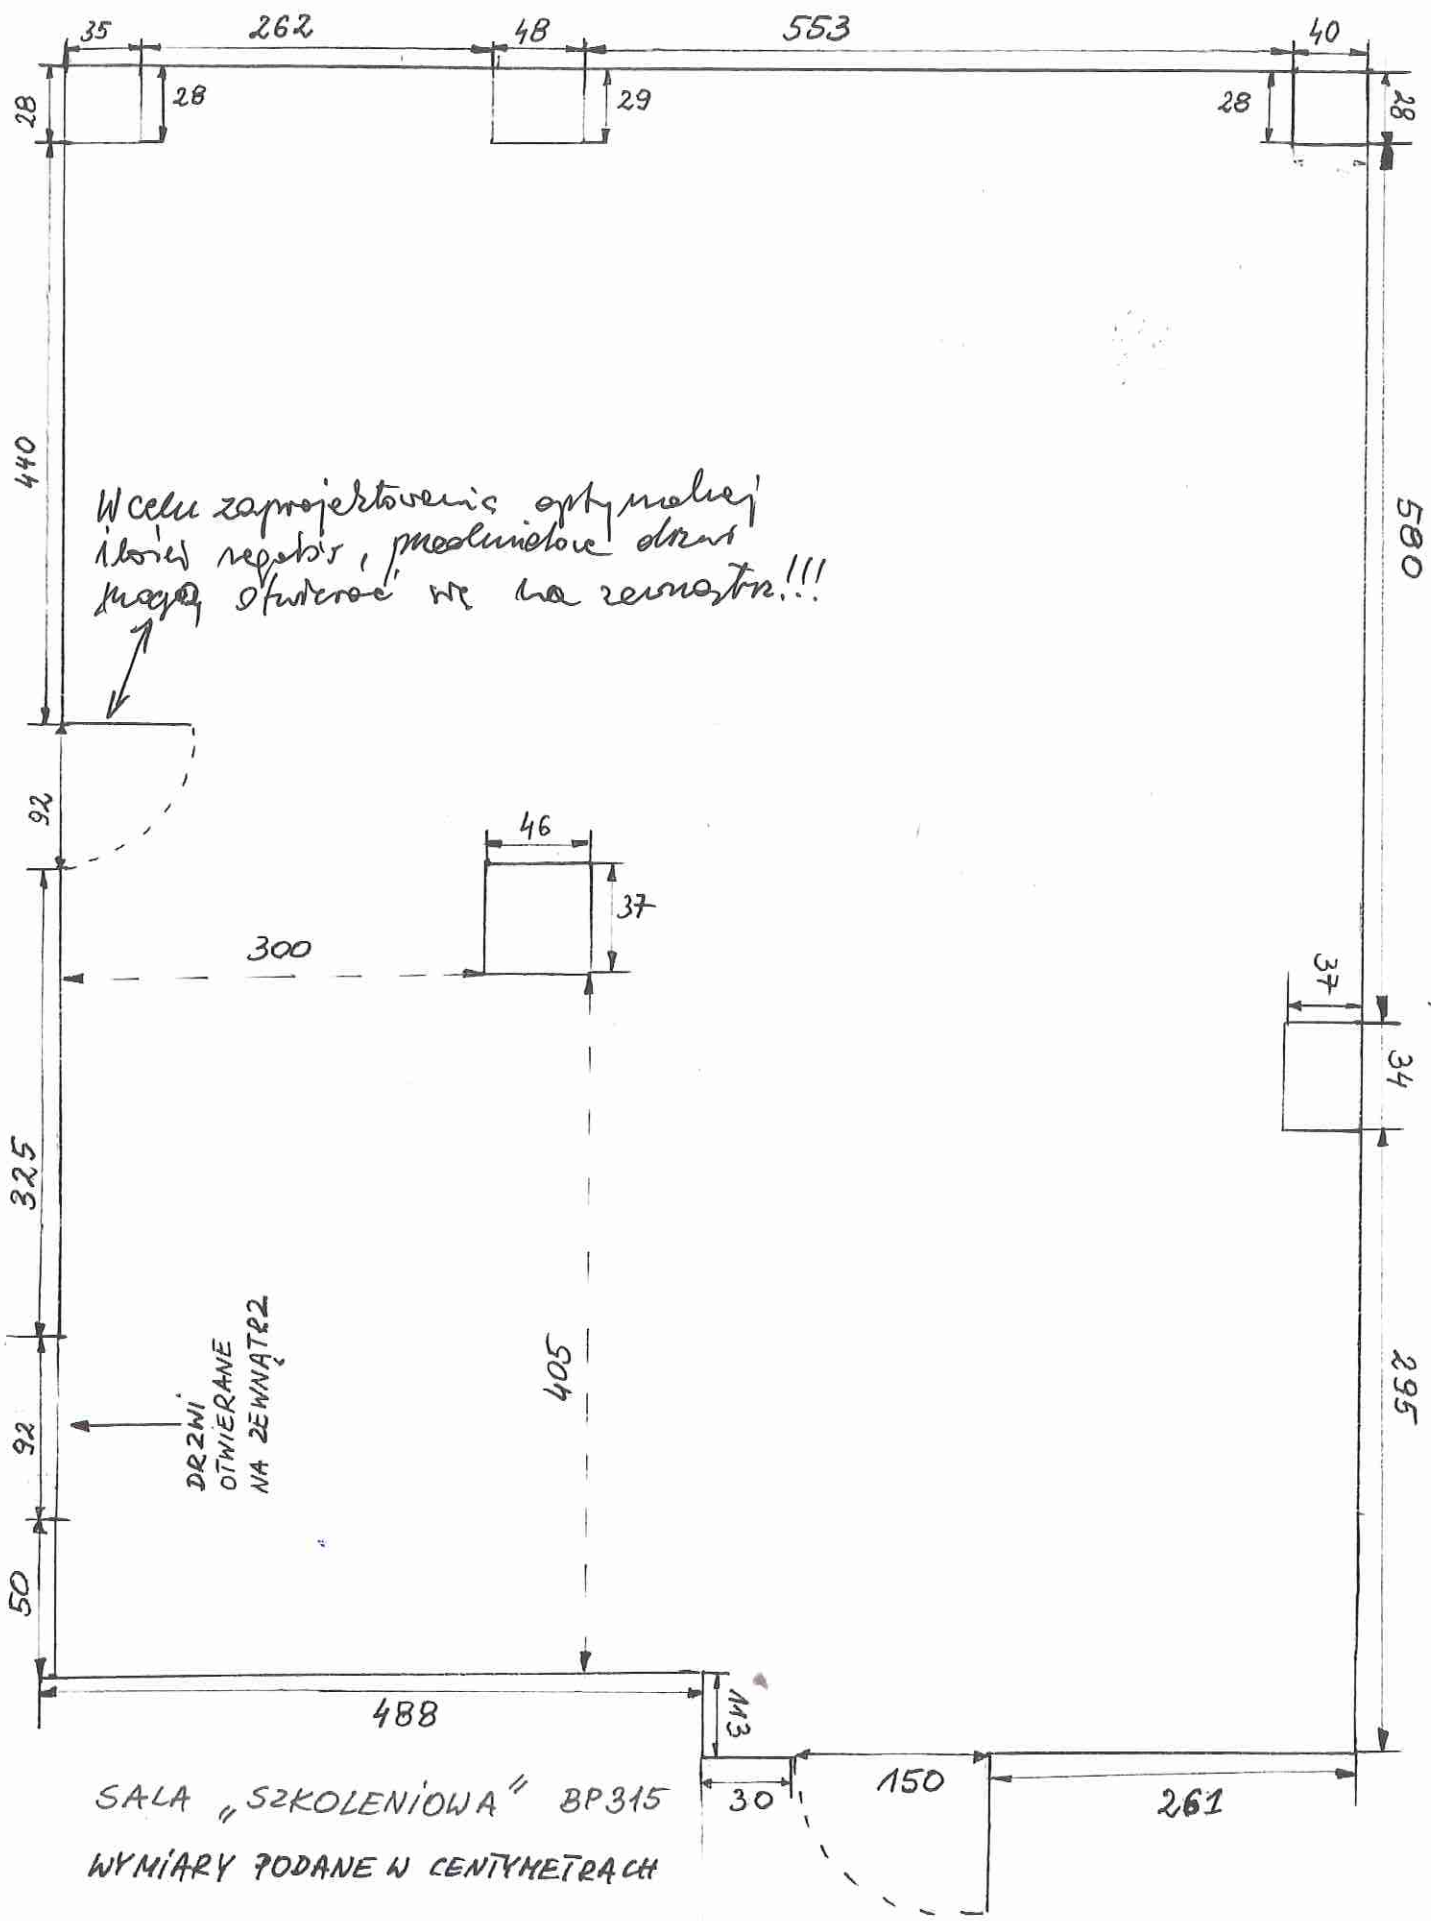 35 262 48 553 40
28 28 29 28 28
440
W celu zaprojektowania optymalnej
ilości regałów, przedmiotowe drzwi
mogą otwierać się na zewnątrz!!!
580
92
46
37
300
37
34
325
405
295
DRZWI
OTWIERANE
NA ZEWNĄTRZ
92
50
488
113
30 150 261
SALA „SZKOLENIOWA” BP315
WYMIARY PODANE W CENTYMETRACH